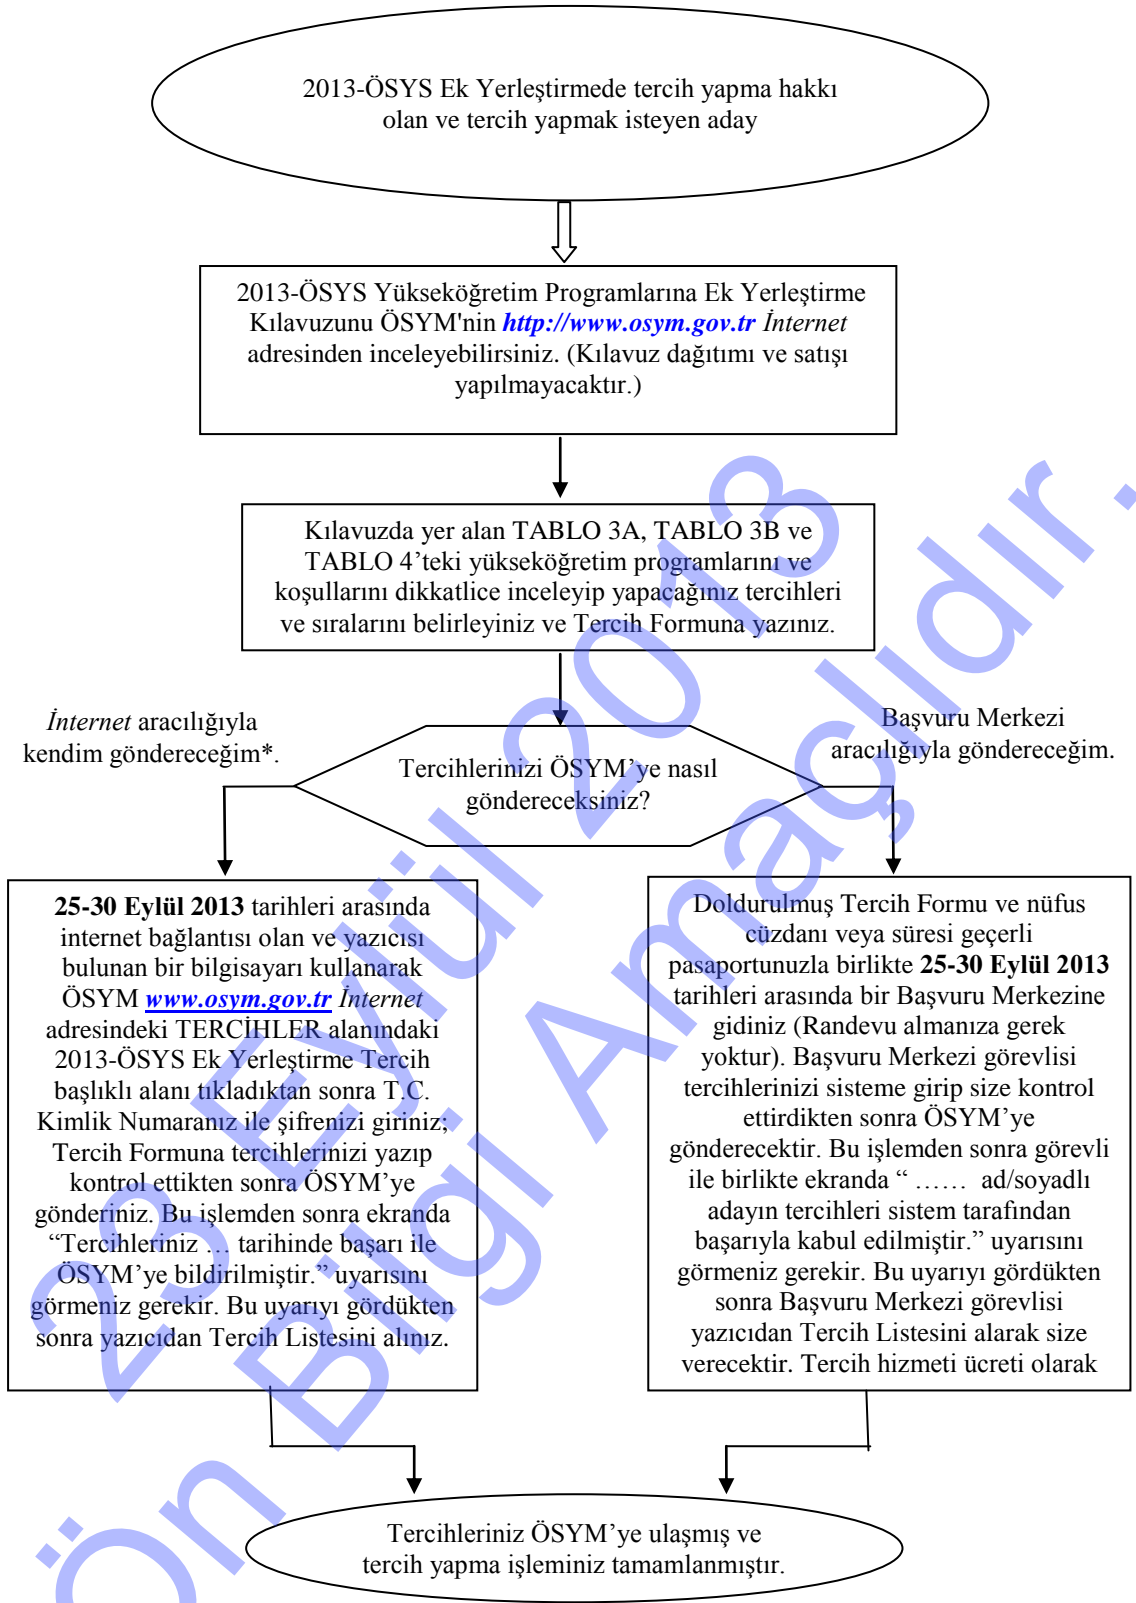 2013-ÖSYS Ek Yerleştirmede tercih yapma hakkı
olan ve tercih yapmak isteyen aday
2013-ÖSYS Yükseköğretim Programlarına Ek Yerleştirme
Kılavuzunu ÖSYM'nin http://www.osym.gov.tr İnternet
adresinden inceleyebilirsiniz. (Kılavuz dağıtımı ve satışı
yapılmayacaktır.)
Kılavuzda yer alan TABLO 3A, TABLO 3B ve
TABLO 4’teki yükseköğretim programlarını ve
koşullarını dikkatlice inceleyip yapacağınız tercihleri
ve sıralarını belirleyiniz ve Tercih Formuna yazınız.
İnternet aracılığıyla
kendim göndereceğim*.
Tercihlerinizi ÖSYM’ye nasıl
göndereceksiniz?
Başvuru Merkezi
aracılığıyla göndereceğim.
25-30 Eylül 2013 tarihleri arasında
internet bağlantısı olan ve yazıcısı
bulunan bir bilgisayarı kullanarak
ÖSYM www.osym.gov.tr İnternet
adresindeki TERCİHLER alanındaki
2013-ÖSYS Ek Yerleştirme Tercih
başlıklı alanı tıkladıktan sonra T.C.
Kimlik Numaranız ile şifrenizi giriniz;
Tercih Formuna tercihlerinizi yazıp
kontrol ettikten sonra ÖSYM’ye
gönderiniz. Bu işlemden sonra ekranda
“Tercihleriniz … tarihinde başarı ile
ÖSYM’ye bildirilmiştir.” uyarısını
görmeniz gerekir. Bu uyarıyı gördükten
sonra yazıcıdan Tercih Listesini alınız.
Doldurulmuş Tercih Formu ve nüfus
cüzdanı veya süresi geçerli
pasaportunuzla birlikte 25-30 Eylül 2013
tarihleri arasında bir Başvuru Merkezine
gidiniz (Randevu almanıza gerek
yoktur). Başvuru Merkezi görevlisi
tercihlerinizi sisteme girip size kontrol
ettirdikten sonra ÖSYM’ye
gönderecektir. Bu işlemden sonra görevli
ile birlikte ekranda “ …… ad/soyadlı
adayın tercihleri sistem tarafından
başarıyla kabul edilmiştir.” uyarısını
görmeniz gerekir. Bu uyarıyı gördükten
sonra Başvuru Merkezi görevlisi
yazıcıdan Tercih Listesini alarak size
verecektir. Tercih hizmeti ücreti olarak
Tercihleriniz ÖSYM’ye ulaşmış ve
tercih yapma işleminiz tamamlanmıştır.
23 Eylül 2013
Ön Bilgi Amaçlıdır.